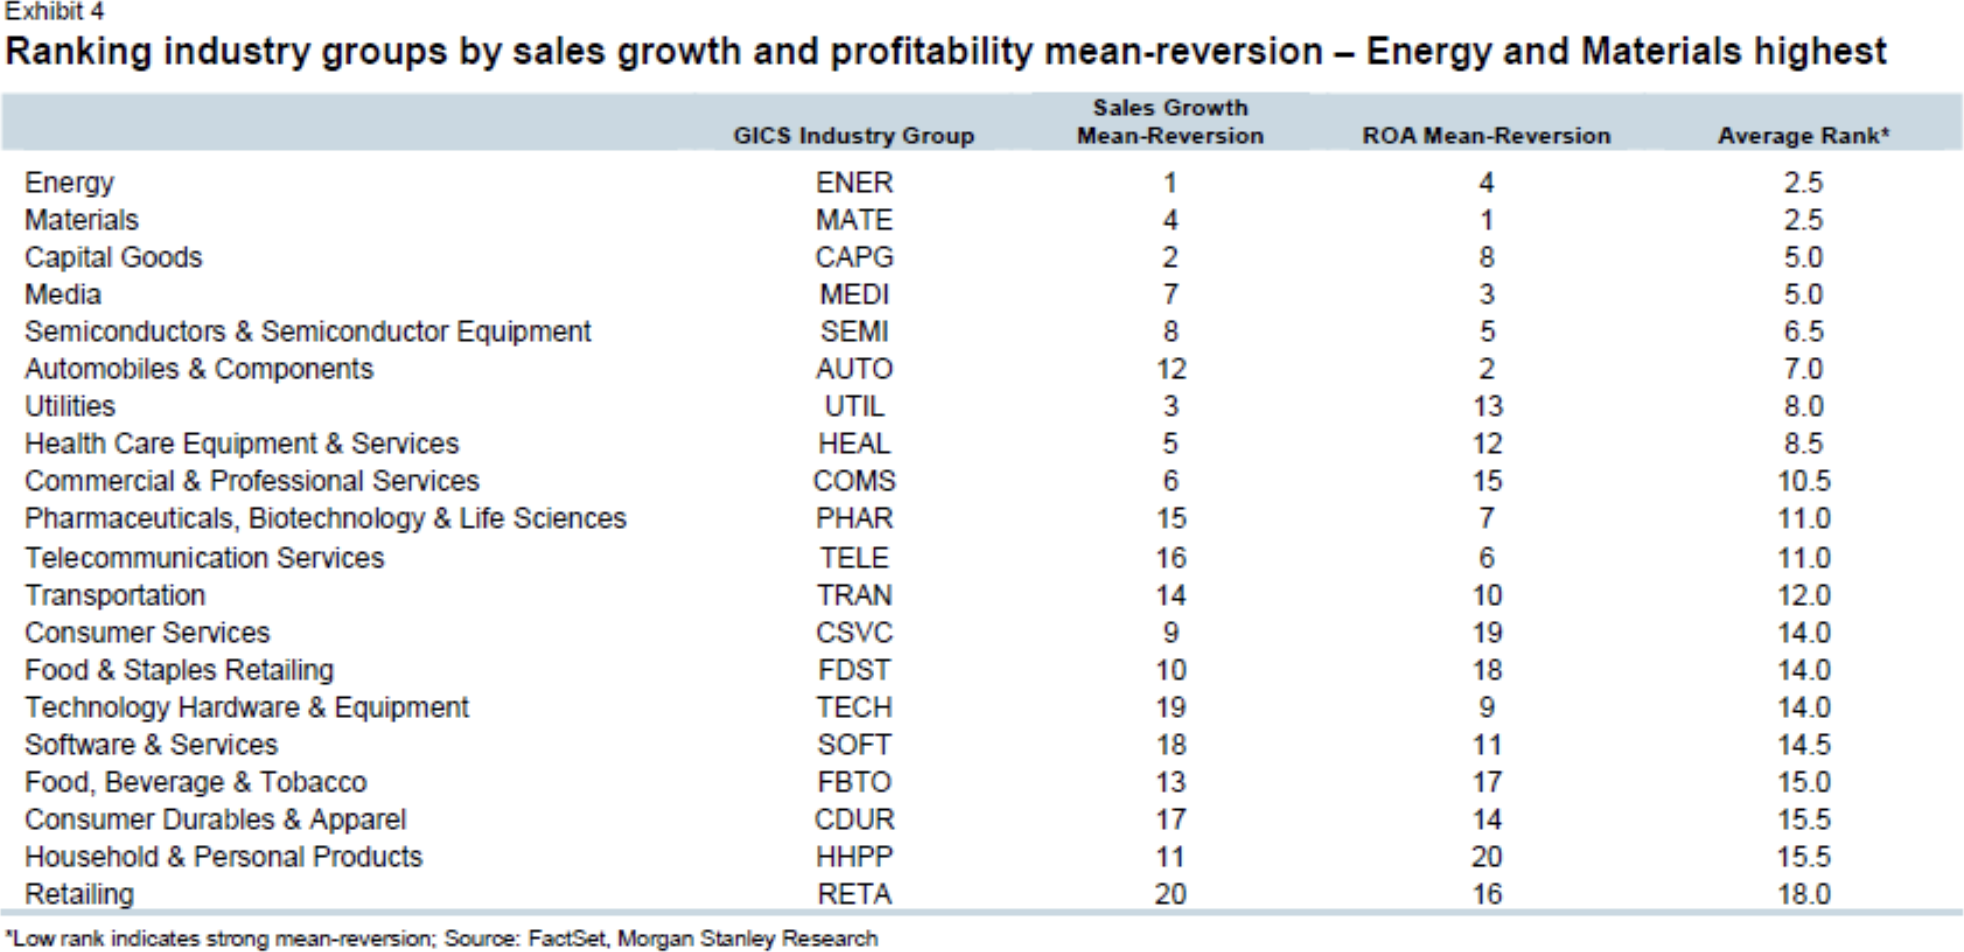 Exhibit 4
Ranking industry groups by sales growth and profitability mean-reversion – Energy and Materials highest
GICS Industry Group Sales Growth Mean-Reversion ROA Mean-Reversion Average Rank*
Energy ENER 1 4 2.5
Materials MATE 4 1 2.5
Capital Goods CAPG 2 8 5.0
Media MEDI 7 3 5.0
Semiconductors & Semiconductor Equipment SEMI 8 5 6.5
Automobiles & Components AUTO 12 2 7.0
Utilities UTIL 3 13 8.0
Health Care Equipment & Services HEAL 5 12 8.5
Commercial & Professional Services COMS 6 15 10.5
Pharmaceuticals, Biotechnology & Life Sciences PHAR 15 7 11.0
Telecommunication Services TELE 16 6 11.0
Transportation TRAN 14 10 12.0
Consumer Services CSVC 9 19 14.0
Food & Staples Retailing FDST 10 18 14.0
Technology Hardware & Equipment TECH 19 9 14.0
Software & Services SOFT 18 11 14.5
Food, Beverage & Tobacco FBTO 13 17 15.0
Consumer Durables & Apparel CDUR 17 14 15.5
Household & Personal Products HHPP 11 20 15.5
Retailing RETA 20 16 18.0
*Low rank indicates strong mean-reversion; Source: FactSet, Morgan Stanley Research